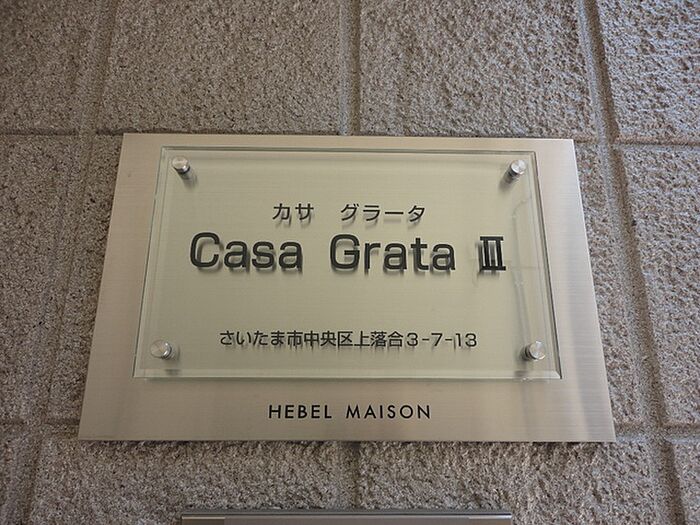 カサ グラータ
Casa Grata Ⅲ
さいたま市中央区上落合3-7-13
HEBEL MAISON